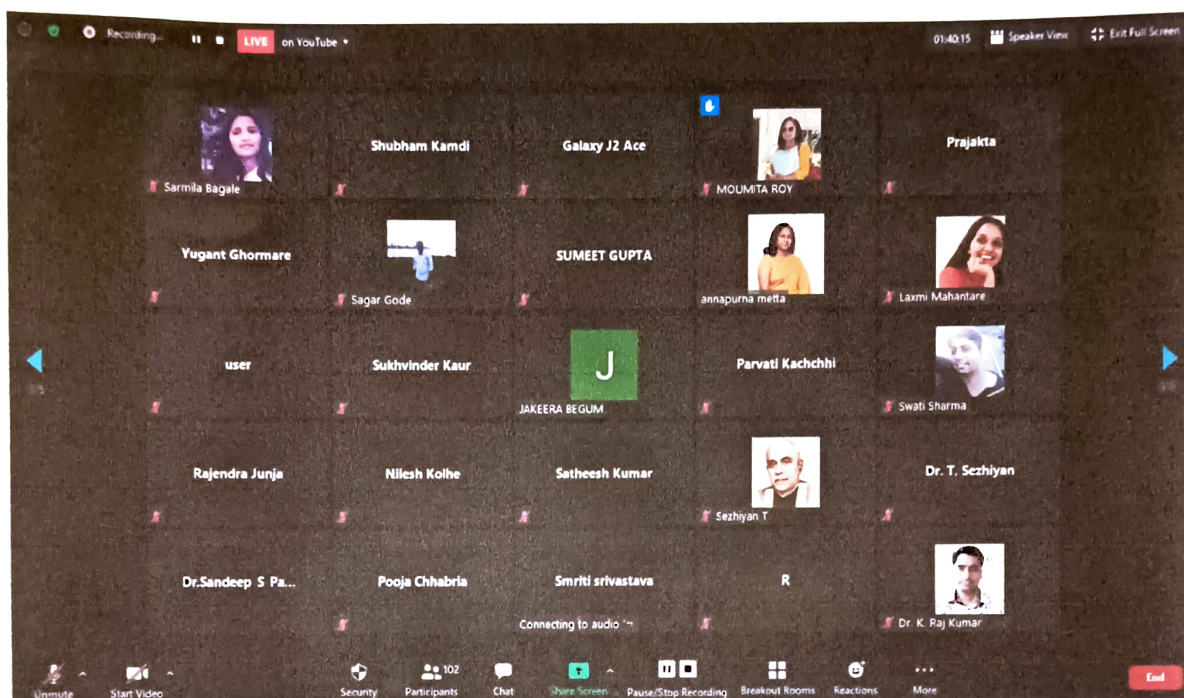 Recording...
LIVE on YouTube
01:40:15 Speaker View Exit Full Screen
Sarmila Bagale
Shubham Kamdi
Galaxy J2 Ace
MOUMITA ROY
Prajakta
Yugant Ghormare
Sagar Gode
SUMEET GUPTA
annapurna metta
Laxmi Mahantare
user
Sukhvinder Kaur
J
JAKEERA BEGUM
Parvati Kachchhi
Swati Sharma
Rajendra Junja
Nilesh Kolhe
Satheesh Kumar
Sezhiyan T
Dr. T. Sezhiyan
Dr.Sandeep S Pa...
Pooja Chhabria
Smriti srivastava
Connecting to audio
R
Dr. K. Raj Kumar
Unmute
Start Video
Security
Participants 102
Chat
Share Screen
Pause/Stop Recording
Breakout Rooms
Reactions
More
End